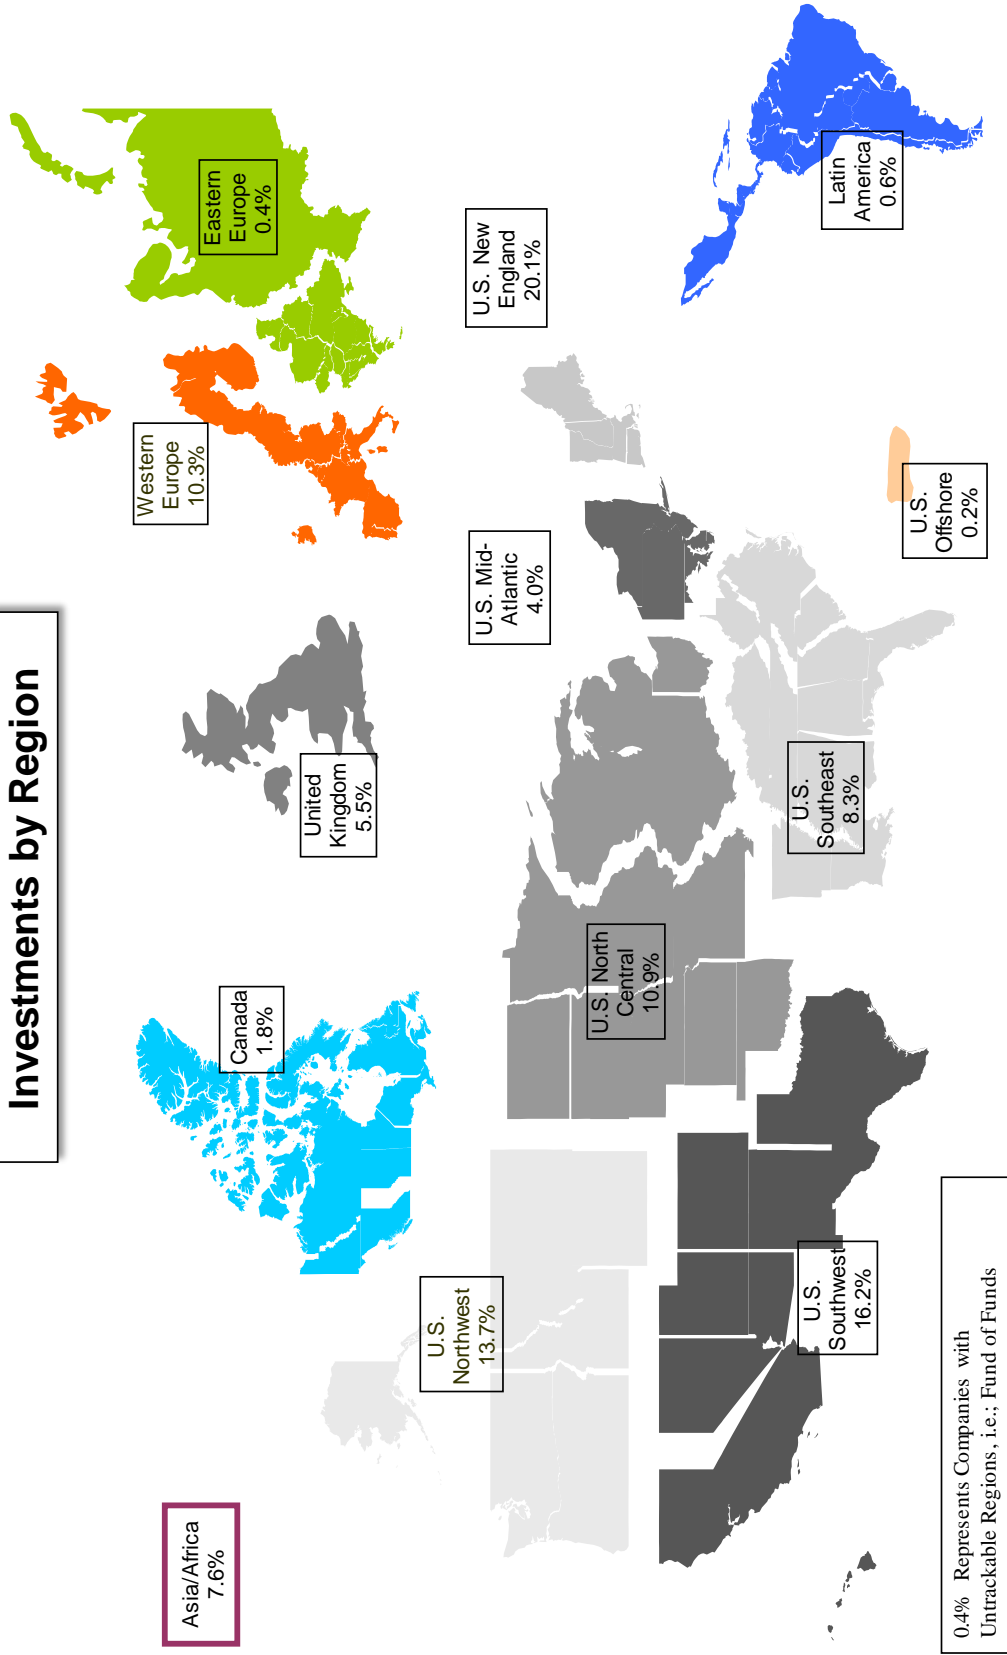 Investments by Region
Asia/Africa
7.6%
Canada
1.8%
United
Kingdom
5.5%
Western
Europe
10.3%
Eastern
Europe
0.4%
U.S.
Northwest
13.7%
U.S. North
Central
10.9%
U.S. Mid-
Atlantic
4.0%
U.S. New
England
20.1%
U.S.
Southwest
16.2%
U.S.
Southeast
8.3%
U.S.
Offshore
0.2%
Latin
America
0.6%
0.4% Represents Companies with
Untrackable Regions, i.e.; Fund of Funds